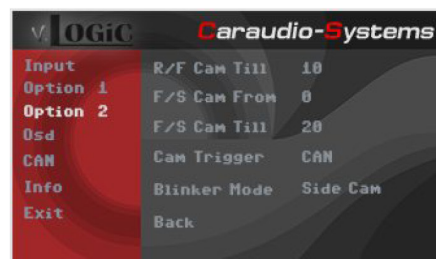 V.LOGiC Caraudio-Systems
Input
Option 1
Option 2
Osd
CAN
Info
Exit
R/F Cam Till 10
F/S Cam From 0
F/S Cam Till 20
Cam Trigger CAN
Blinker Mode Side Cam
Back